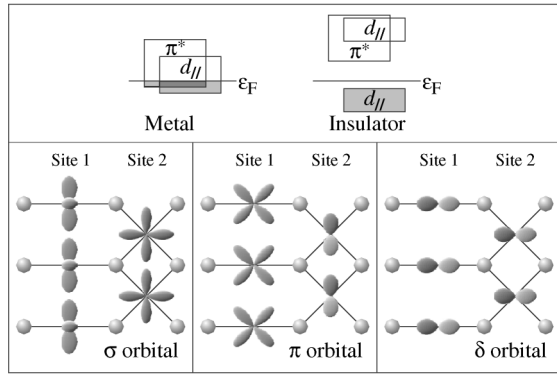 π*
d//
εF
Metal
d//
π*
εF
d//
Insulator
Site 1 Site 2
σ orbital
Site 1 Site 2
π orbital
Site 1 Site 2
δ orbital